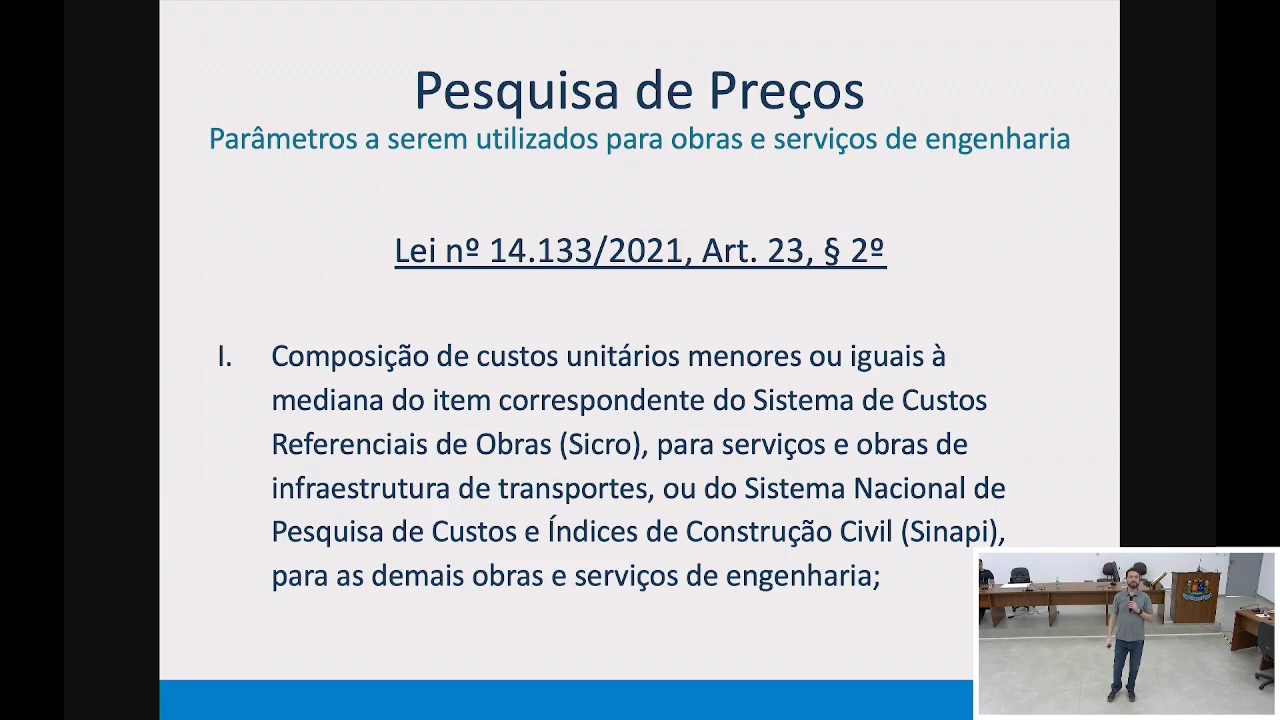 Pesquisa de Preços
Parâmetros a serem utilizados para obras e serviços de engenharia
Lei nº 14.133/2021, Art. 23, § 2º
I. Composição de custos unitários menores ou iguais à
mediana do item correspondente do Sistema de Custos
Referenciais de Obras (Sicro), para serviços e obras de
infraestrutura de transportes, ou do Sistema Nacional de
Pesquisa de Custos e Índices de Construção Civil (Sinapi),
para as demais obras e serviços de engenharia;